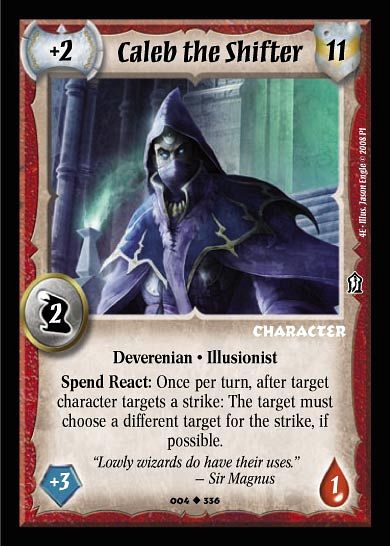 +2
Caleb the Shifter
11
4E · Illus. Jason Engle © 2008 P1
2
CHARACTER
Deverenian • Illusionist
Spend React: Once per turn, after target
character targets a strike: The target must
choose a different target for the strike, if
possible.
“Lowly wizards do have their uses.”
– Sir Magnus
+3
1
004 ◆ 336